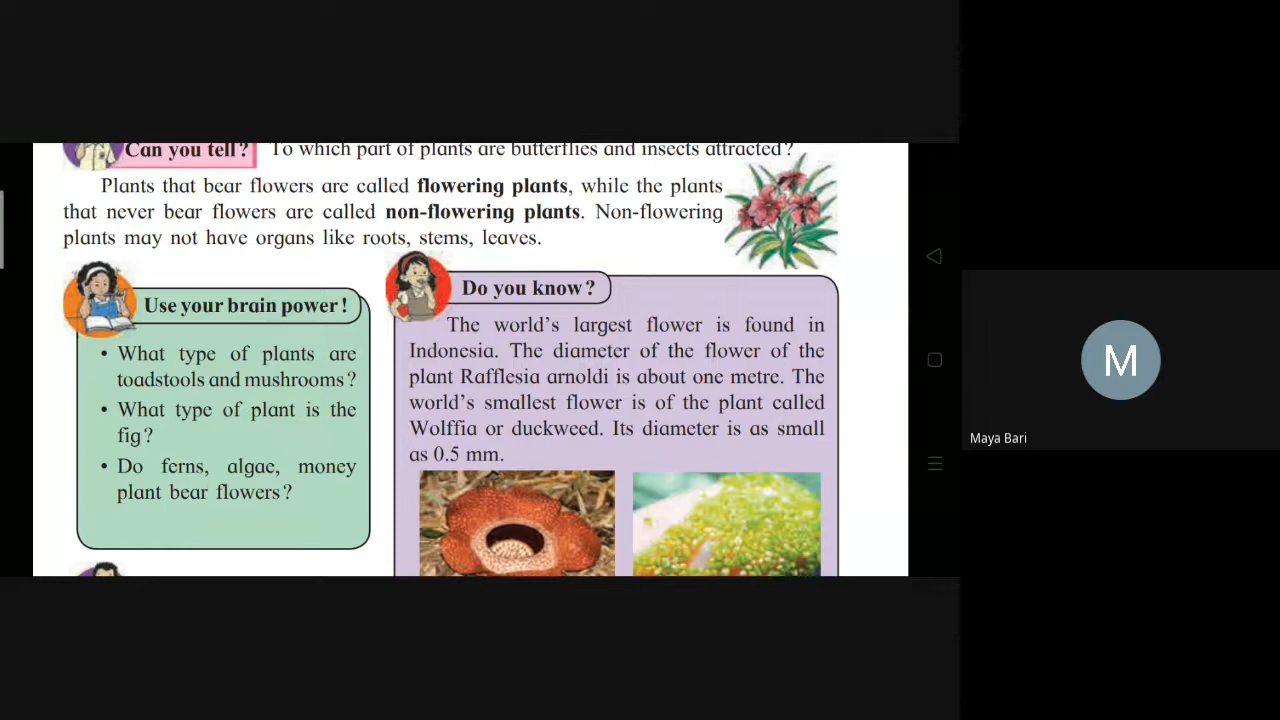 Can you tell?  To which part of plants are butterflies and insects attracted?
Plants that bear flowers are called flowering plants, while the plants
that never bear flowers are called non-flowering plants. Non-flowering
plants may not have organs like roots, stems, leaves.
Use your brain power !
• What type of plants are
toadstools and mushrooms ?
• What type of plant is the
fig ?
• Do ferns, algae, money
plant bear flowers ?
Do you know ?
The world's largest flower is found in
Indonesia. The diameter of the flower of the
plant Rafflesia arnoldi is about one metre. The
world's smallest flower is of the plant called
Wolffia or duckweed. Its diameter is as small
as 0.5 mm.
M
Maya Bari